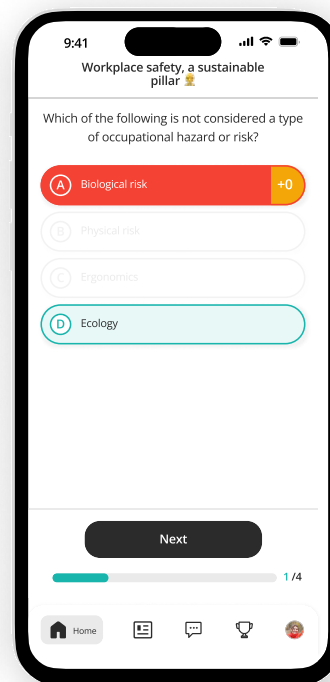 9:41
Workplace safety, a sustainable
pillar 👷
Which of the following is not considered a type
of occupational hazard or risk?
A Biological risk +0
B Physical risk
C Ergonomics
D Ecology
Next
1 /4
Home